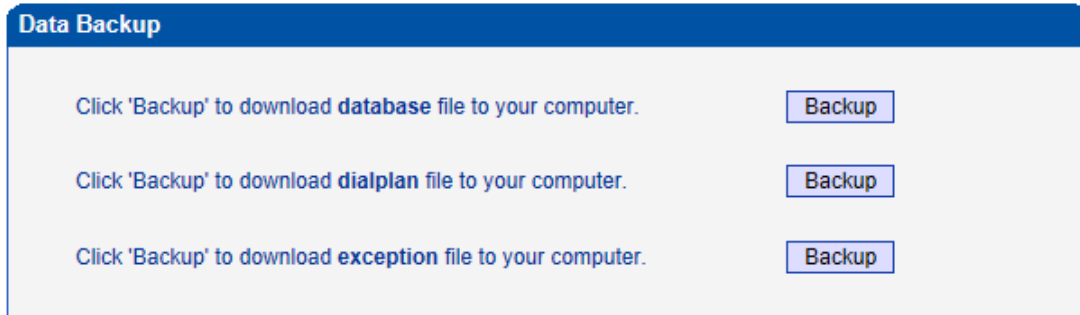 Data Backup
Click 'Backup' to download database file to your computer. Backup
Click 'Backup' to download dialplan file to your computer. Backup
Click 'Backup' to download exception file to your computer. Backup